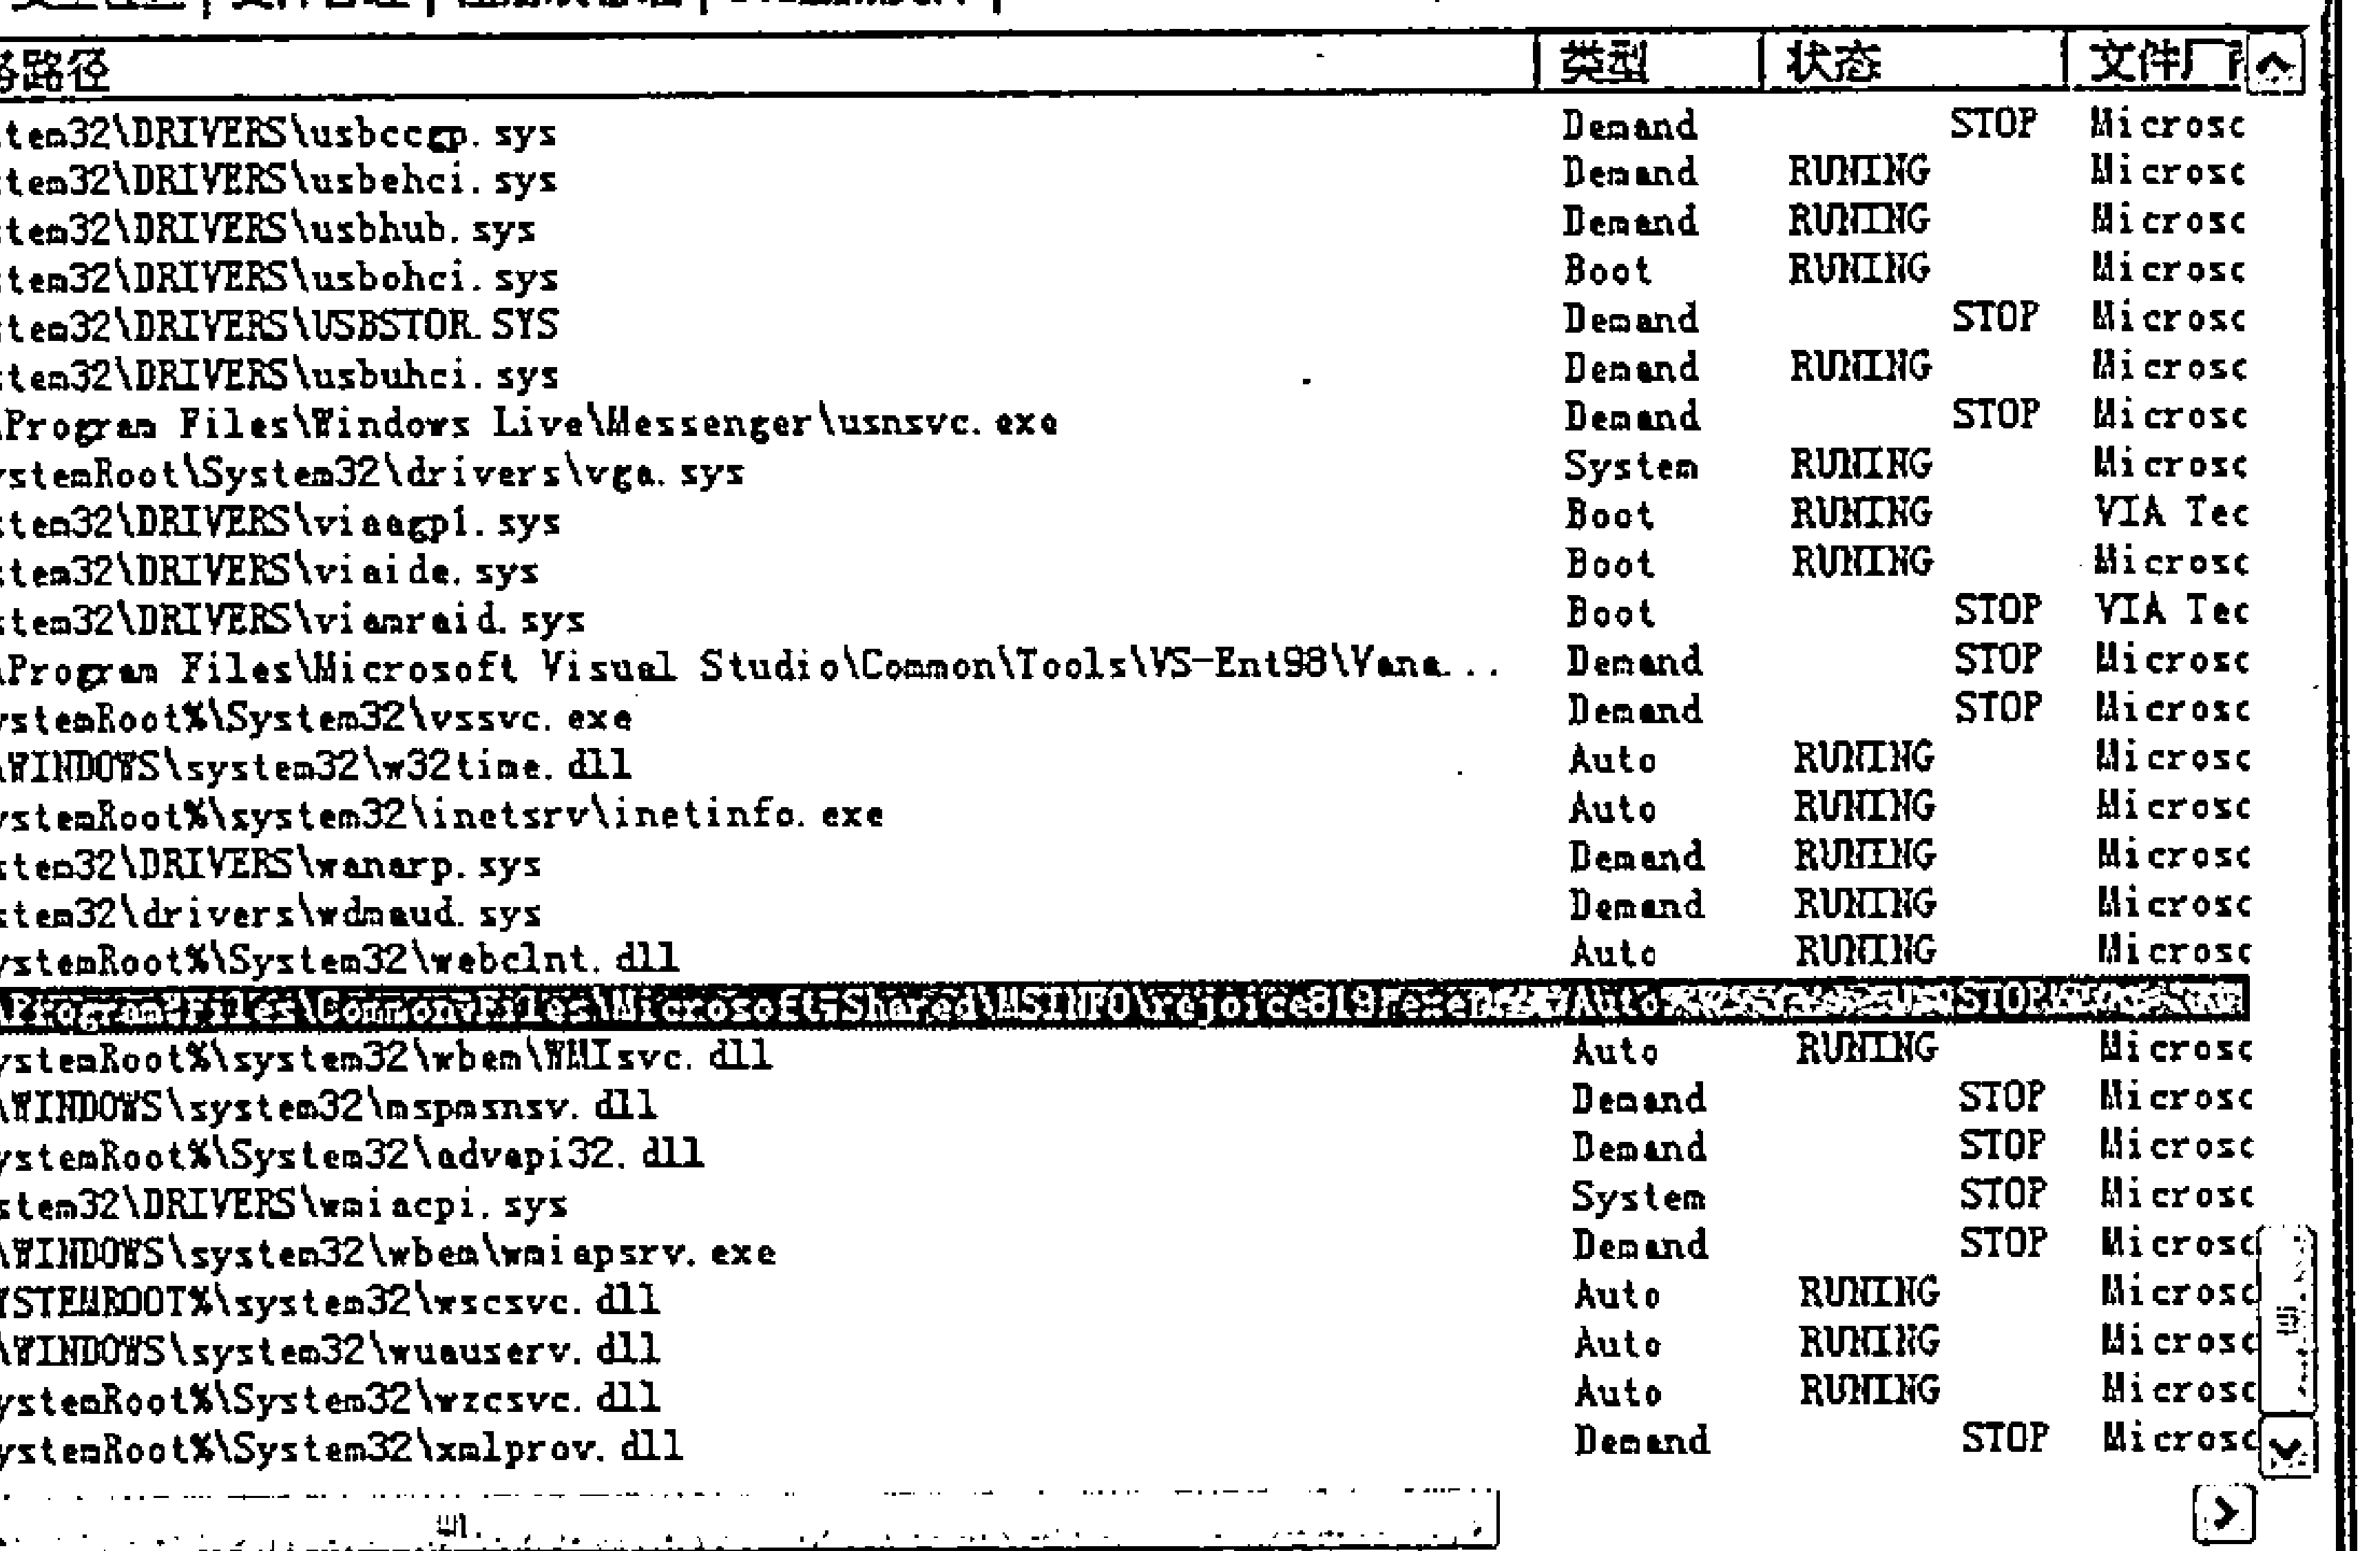 路径 类型 状态 文件厂
tem32\DRIVERS\usbccgp.sys Demand STOP Microsc
tem32\DRIVERS\usbehci.sys Demand RUNING Microsc
tem32\DRIVERS\usbhub.sys Demand RUNING Microsc
tem32\DRIVERS\usbohci.sys Boot RUNING Microsc
tem32\DRIVERS\USBSTOR.SYS Demand STOP Microsc
tem32\DRIVERS\usbuhci.sys Demand RUNING Microsc
\Program Files\Windows Live\Messenger\usnsvc.exe Demand STOP Microsc
ystemRoot\System32\drivers\vga.sys System RUNING Microsc
stem32\DRIVERS\viaagp1.sys Boot RUNING VIA Tec
stem32\DRIVERS\viaide.sys Boot RUNING Microsc
stem32\DRIVERS\viamraid.sys Boot STOP VIA Tec
\Program Files\Microsoft Visual Studio\Common\Tools\VS-Ent98\Vana... Demand STOP Microsc
ystemRoot%\System32\vssvc.exe Demand STOP Microsc
\WINDOWS\system32\w32time.dll Auto RUNING Microsc
ystemRoot%\system32\inetsrv\inetinfo.exe Auto RUNING Microsc
stem32\DRIVERS\wanarp.sys Demand RUNING Microsc
stem32\drivers\wdmaud.sys Demand RUNING Microsc
ystemRoot%\System32\webclnt.dll Auto RUNING Microsc
\Program Files\Common Files\Microsoft Shared\MSINFO\rejoice819F.exe Auto STOP
ystemRoot%\system32\wbem\WMIsvc.dll Auto RUNING Microsc
\WINDOWS\system32\mspmsnsv.dll Demand STOP Microsc
ystemRoot%\System32\advapi32.dll Demand STOP Microsc
stem32\DRIVERS\wmiacpi.sys System STOP Microsc
\WINDOWS\system32\wbem\wmiapsrv.exe Demand STOP Microsc
YSTEMROOT%\system32\wscsvc.dll Auto RUNING Microsc
\WINDOWS\system32\wuauserv.dll Auto RUNING Microsc
ystemRoot%\System32\wzcsvc.dll Auto RUNING Microsc
ystemRoot%\System32\xmlprov.dll Demand STOP Microsc